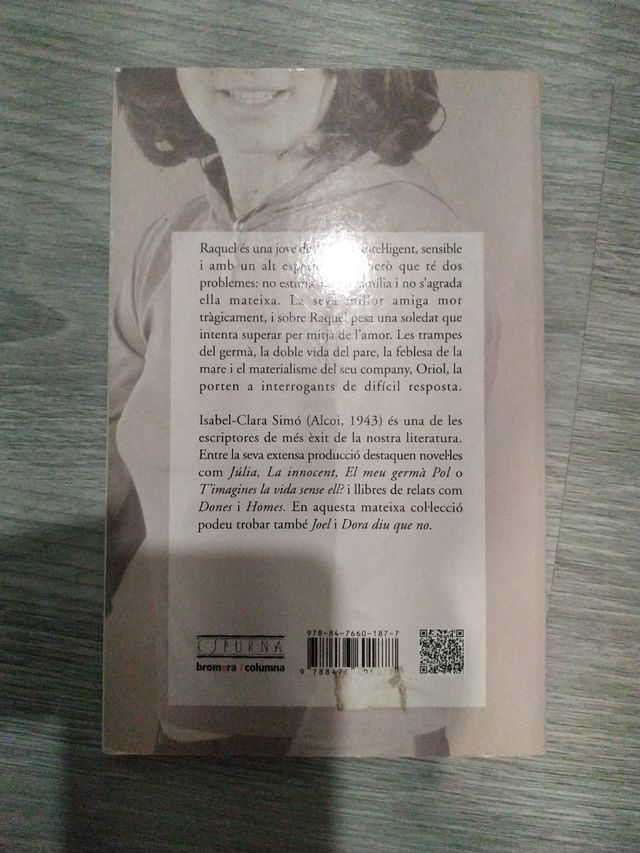 Raquel és una jove de intel·ligent, sensible
i amb un alt però que té dos
problemes: no estima família i no s'agrada
ella mateixa. La seva millor amiga mor
tràgicament, i sobre Raquel pesa una soledat que
intenta superar per mitjà de l'amor. Les trampes
del germà, la doble vida del pare, la feblesa de la
mare i el materialisme del seu company, Oriol, la
porten a interrogants de difícil resposta.
Isabel-Clara Simó (Alcoi, 1943) és una de les
escriptores de més èxit de la nostra literatura.
Entre la seva extensa producció destaquen novel·les
com Júlia, La innocent, El meu germà Pol o
T'imagines la vida sense ell? i llibres de relats com
Dones i Homes. En aquesta mateixa col·lecció
podeu trobar també Joel i Dora diu que no.
ESPURNA
bromera / columna
978-84-7660-187-7